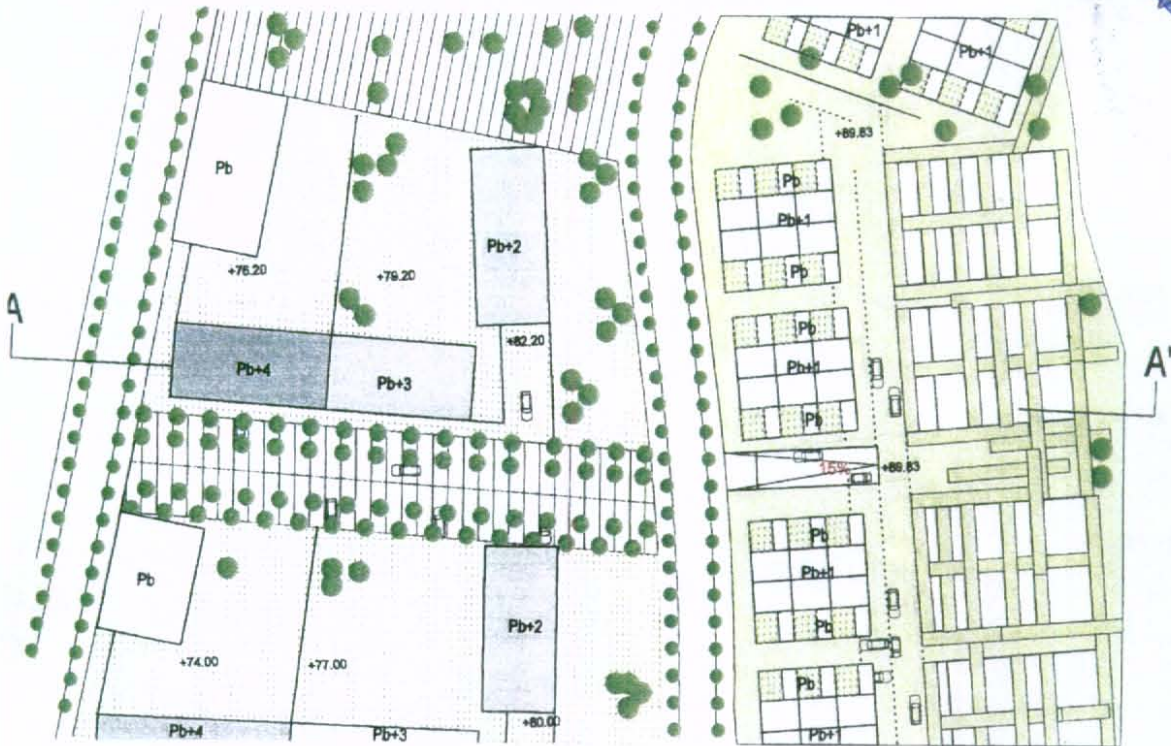 Pb+1
Pb+1
+89.83
Pb
Pb
Pb+1
Pb+2
Pb
+76.20
+79.20
A
Pb
+82.20
Pb+4
Pb+3
Pb+1
A'
Pb
15%
+89.83
Pb
Pb
Pb+1
Pb+2
Pb
+74.00
+77.00
Pb
+80.00
Pb+4
Pb+3
Pb+1